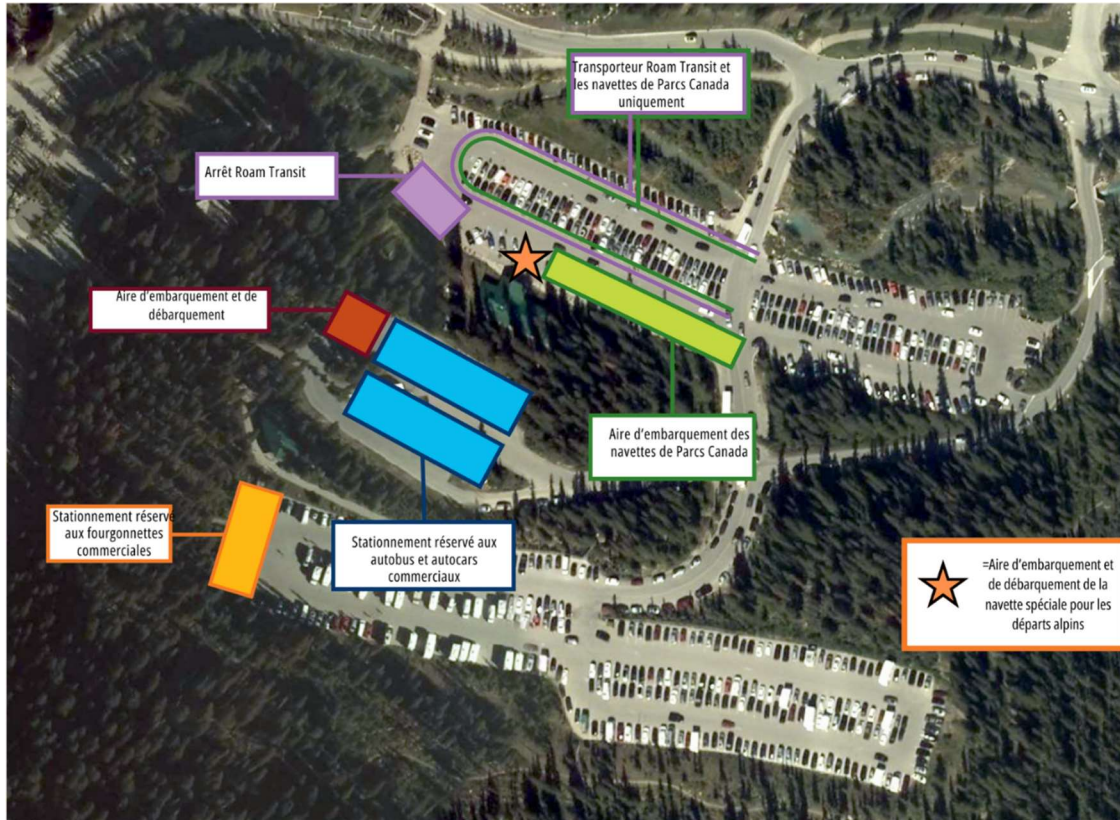 Transporteur Roam Transit et
les navettes de Parcs Canada
uniquement
Arrêt Roam Transit
Aire d'embarquement et de
débarquement
Aire d'embarquement des
navettes de Parcs Canada
Stationnement réservé
aux fourgonnettes
commerciales
Stationnement réservé aux
autobus et autocars
commerciaux
=Aire d'embarquement et
de débarquement de la
navette spéciale pour les
départs alpins